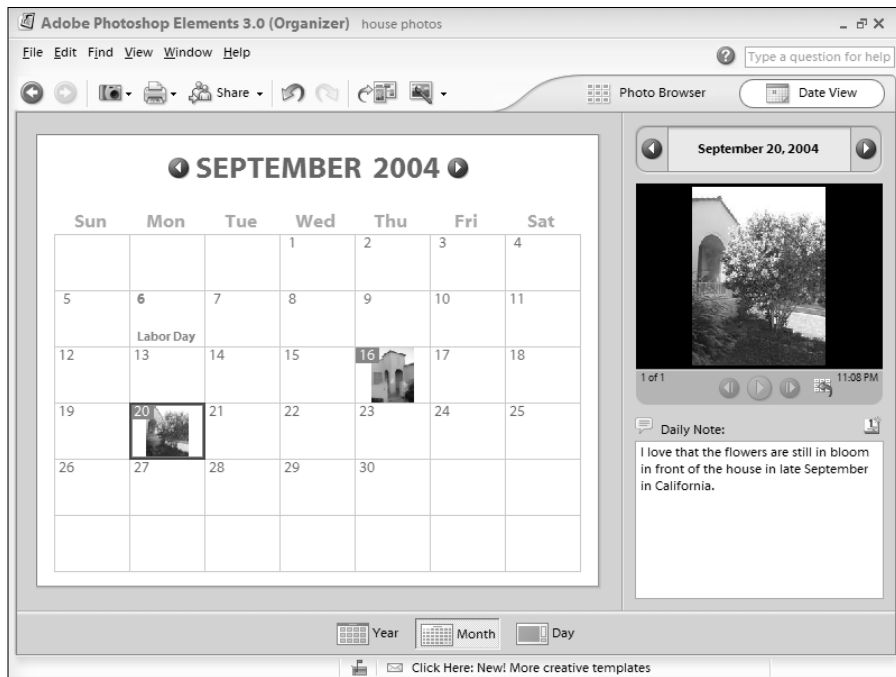 Adobe Photoshop Elements 3.0 (Organizer) house photos
File Edit Find View Window Help
Type a question for help
Share
Photo Browser
Date View
SEPTEMBER 2004
Sun Mon Tue Wed Thu Fri Sat
1 2 3 4
5 6 7 8 9 10 11
Labor Day
12 13 14 15 16 17 18
19 20 21 22 23 24 25
26 27 28 29 30
September 20, 2004
1 of 1
11:08 PM
Daily Note:
I love that the flowers are still in bloom
in front of the house in late September
in California.
Year Month Day
Click Here: New! More creative templates